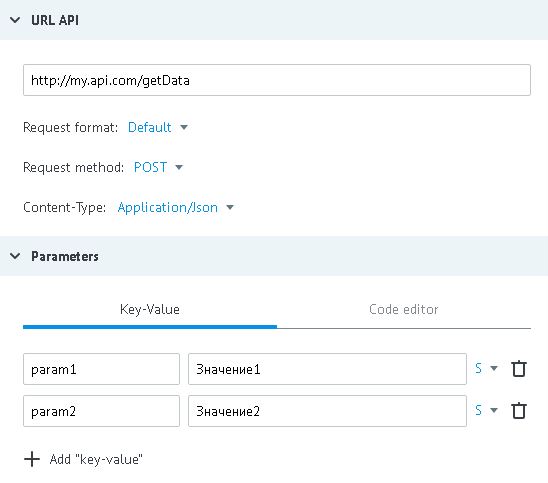 URL API
http://my.api.com/getData
Request format: Default
Request method: POST
Content-Type: Application/Json
Parameters
Key-Value Code editor
param1 Значение1 S
param2 Значение2 S
Add "key-value"